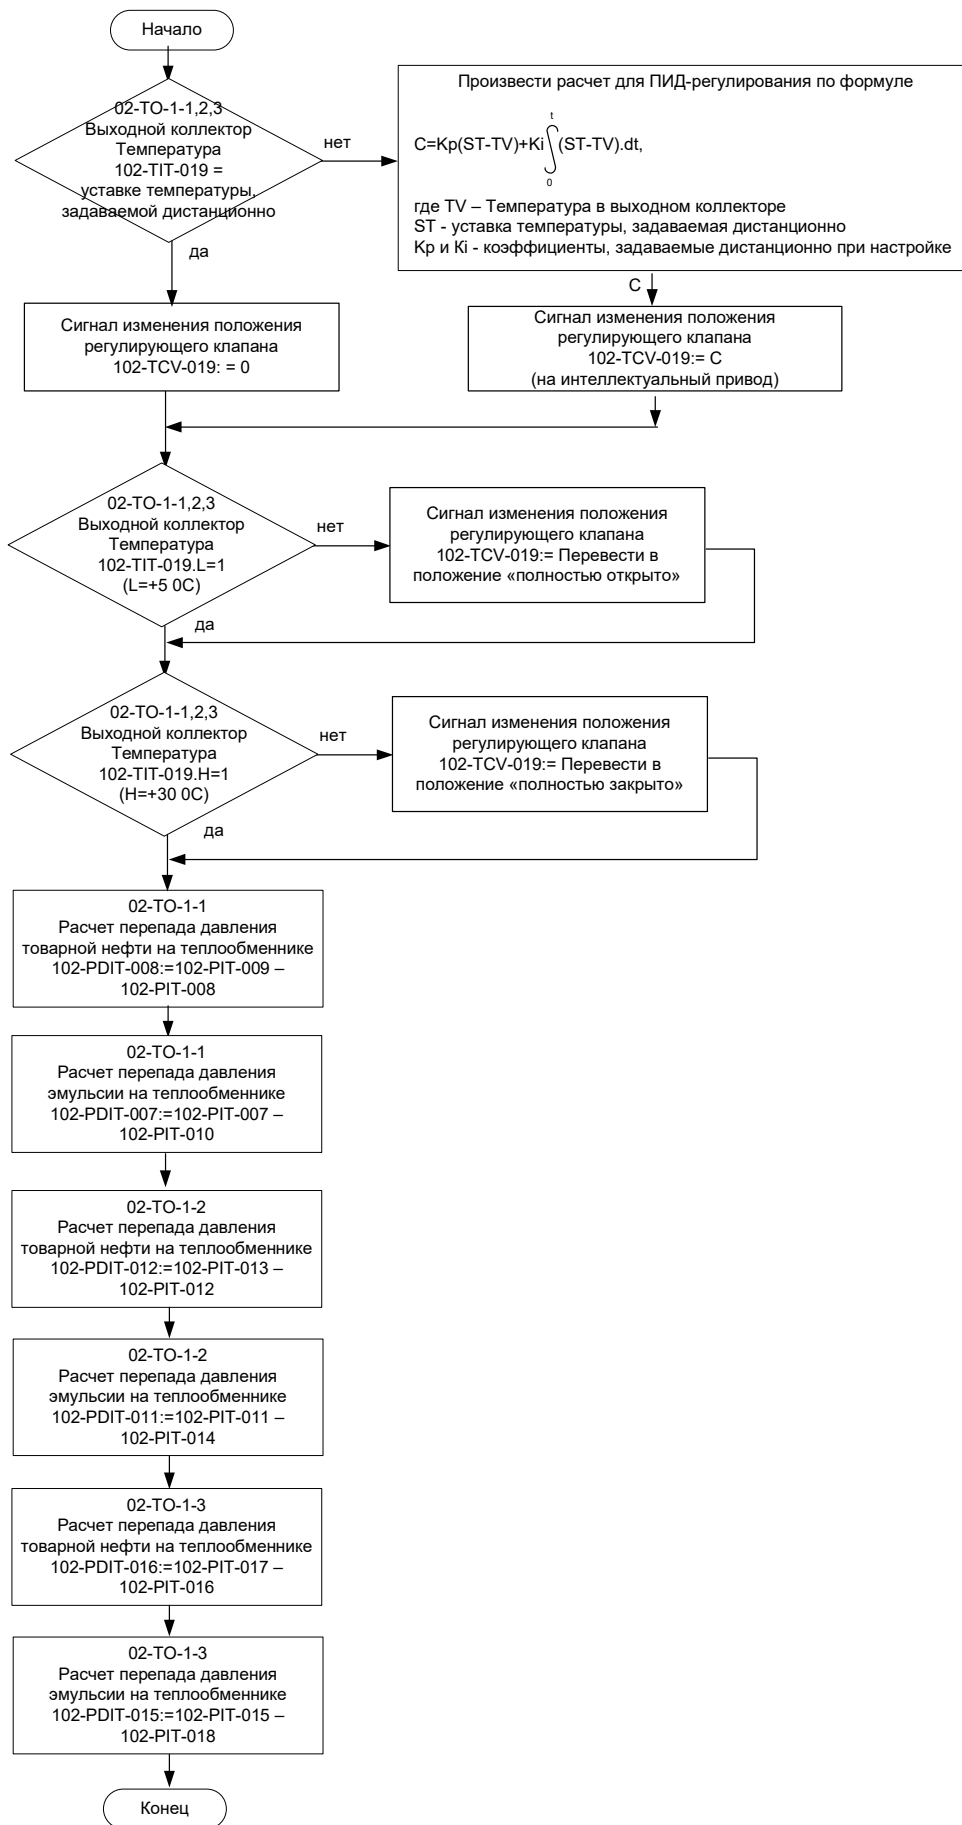 Начало
02-ТО-1-1,2,3
Выходной коллектор
Температура
102-TIT-019 =
уставке температуры,
задаваемой дистанционно
нет
да
Произвести расчет для ПИД-регулирования по формуле
t
C=Kp(ST-TV)+Ki∫(ST-TV).dt,
0
где TV – Температура в выходном коллекторе
ST - уставка температуры, задаваемая дистанционно
Кр и Кi - коэффициенты, задаваемые дистанционно при настройке
С
Сигнал изменения положения
регулирующего клапана
102-TCV-019: = 0
Сигнал изменения положения
регулирующего клапана
102-TCV-019:= С
(на интеллектуальный привод)
02-ТО-1-1,2,3
Выходной коллектор
Температура
102-TIT-019.L=1
(L=+5 0С)
нет
да
Сигнал изменения положения
регулирующего клапана
102-TCV-019:= Перевести в
положение «полностью открыто»
02-ТО-1-1,2,3
Выходной коллектор
Температура
102-TIT-019.H=1
(H=+30 0С)
нет
да
Сигнал изменения положения
регулирующего клапана
102-TCV-019:= Перевести в
положение «полностью закрыто»
02-ТО-1-1
Расчет перепада давления
товарной нефти на теплообменнике
102-PDIT-008:=102-PIT-009 –
102-PIT-008
02-ТО-1-1
Расчет перепада давления
эмульсии на теплообменнике
102-PDIT-007:=102-PIT-007 –
102-PIT-010
02-ТО-1-2
Расчет перепада давления
товарной нефти на теплообменнике
102-PDIT-012:=102-PIT-013 –
102-PIT-012
02-ТО-1-2
Расчет перепада давления
эмульсии на теплообменнике
102-PDIT-011:=102-PIT-011 –
102-PIT-014
02-ТО-1-3
Расчет перепада давления
товарной нефти на теплообменнике
102-PDIT-016:=102-PIT-017 –
102-PIT-016
02-ТО-1-3
Расчет перепада давления
эмульсии на теплообменнике
102-PDIT-015:=102-PIT-015 –
102-PIT-018
Конец